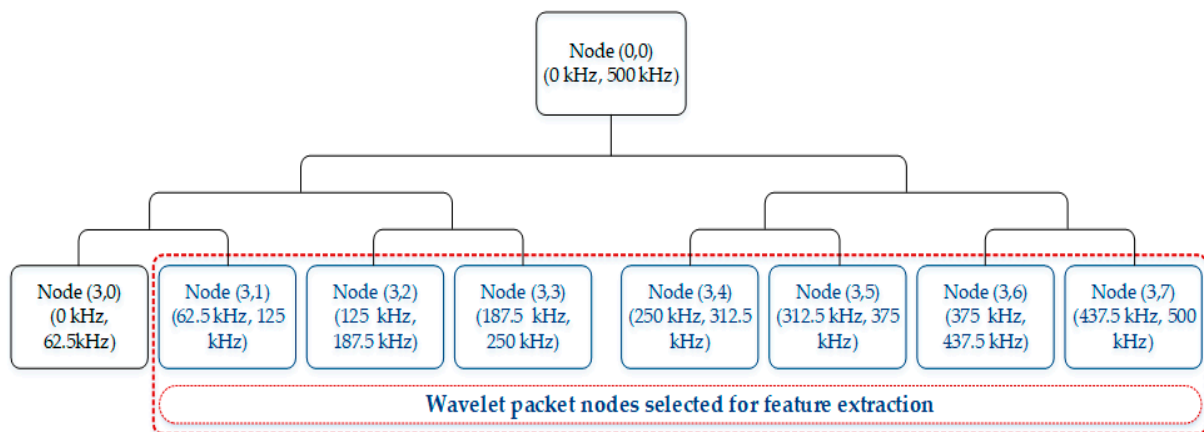 Node (0,0)
(0 kHz, 500 kHz)
Node (3,0)
(0 kHz,
62.5kHz)
Node (3,1)
(62.5 kHz, 125
kHz)
Node (3,2)
(125 kHz,
187.5 kHz)
Node (3,3)
(187.5 kHz,
250 kHz)
Node (3,4)
(250 kHz, 312.5
kHz)
Node (3,5)
(312.5 kHz, 375
kHz)
Node (3,6)
(375 kHz,
437.5 kHz)
Node (3,7)
(437.5 kHz, 500
kHz)
Wavelet packet nodes selected for feature extraction